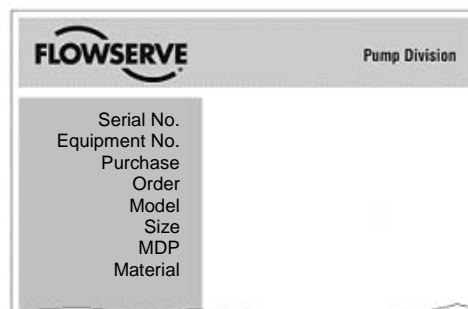 FLOWSERVE
Pump Division
Serial No.
Equipment No.
Purchase
Order
Model
Size
MDP
Material